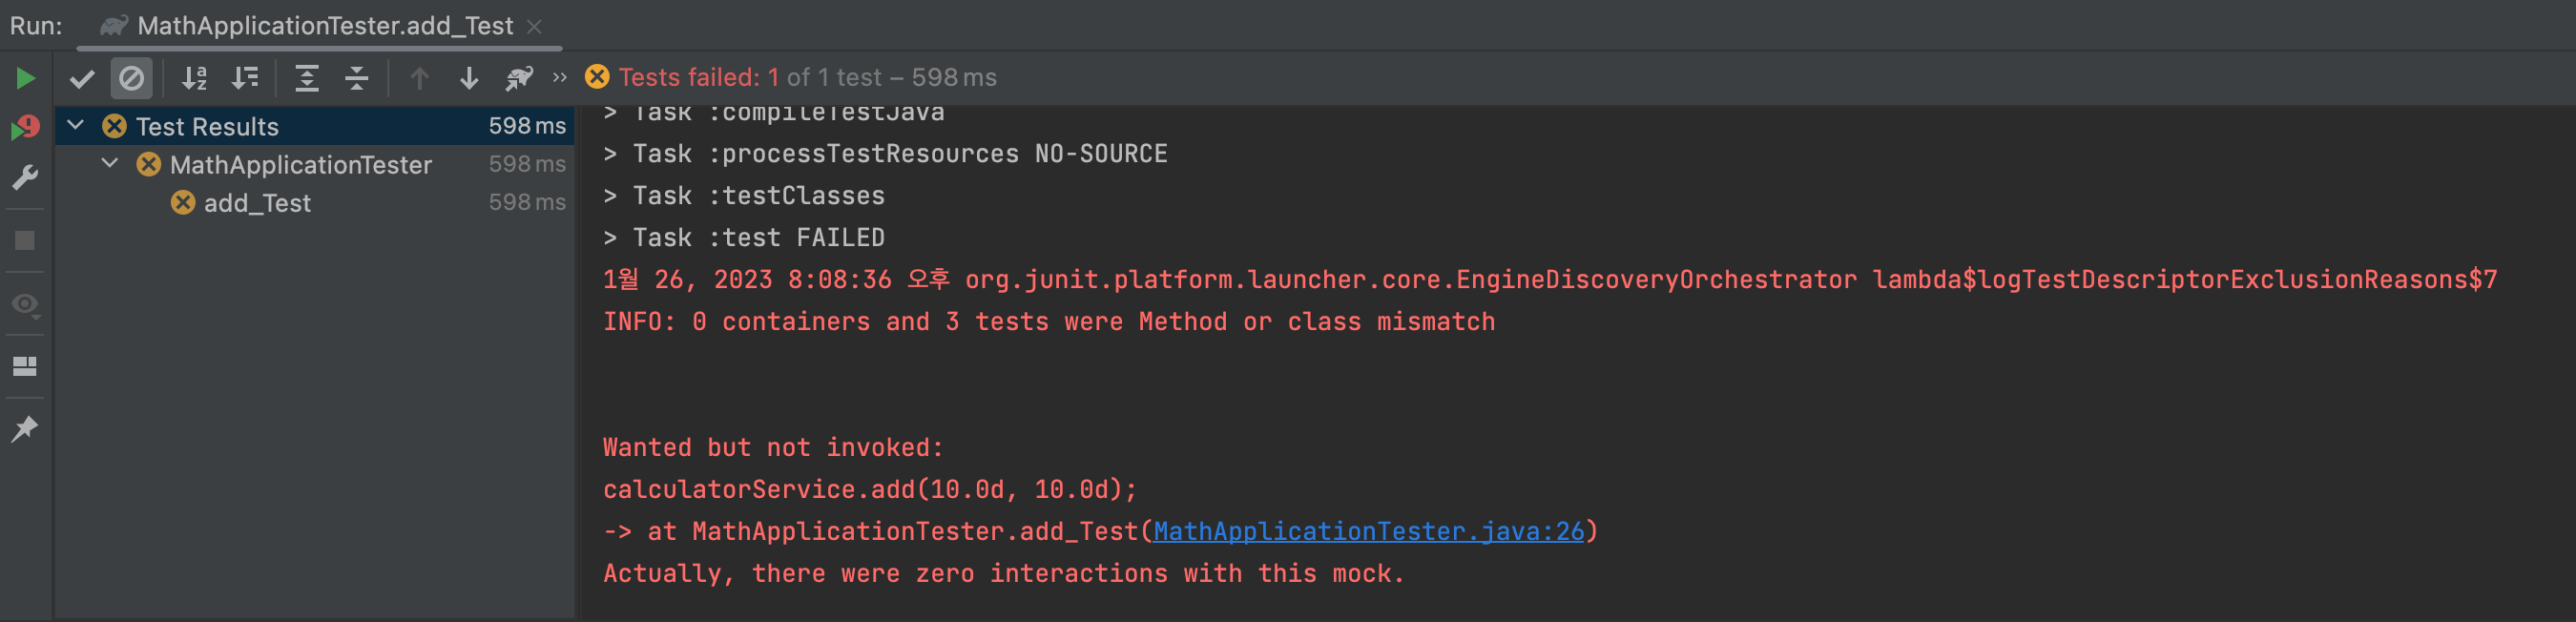 Run: MathApplicationTester.add_Test
Tests failed: 1 of 1 test – 598 ms
Test Results 598 ms
MathApplicationTester 598 ms
add_Test 598 ms
> Task :compileTestJava
> Task :processTestResources NO-SOURCE
> Task :testClasses
> Task :test FAILED
1월 26, 2023 8:08:36 오후 org.junit.platform.launcher.core.EngineDiscoveryOrchestrator lambda$logTestDescriptorExclusionReasons$7
INFO: 0 containers and 3 tests were Method or class mismatch
Wanted but not invoked:
calculatorService.add(10.0d, 10.0d);
-> at MathApplicationTester.add_Test(MathApplicationTester.java:26)
Actually, there were zero interactions with this mock.